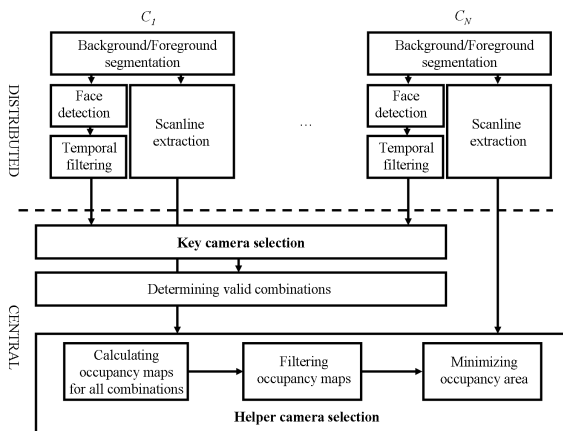 C1
CN
Background/Foreground
segmentation
Background/Foreground
segmentation
DISTRIBUTED
Face
detection
Scanline
extraction
Temporal
filtering
...
Face
detection
Scanline
extraction
Temporal
filtering
Key camera selection
Determining valid combinations
CENTRAL
Calculating
occupancy maps
for all combinations
Filtering
occupancy maps
Minimizing
occupancy area
Helper camera selection